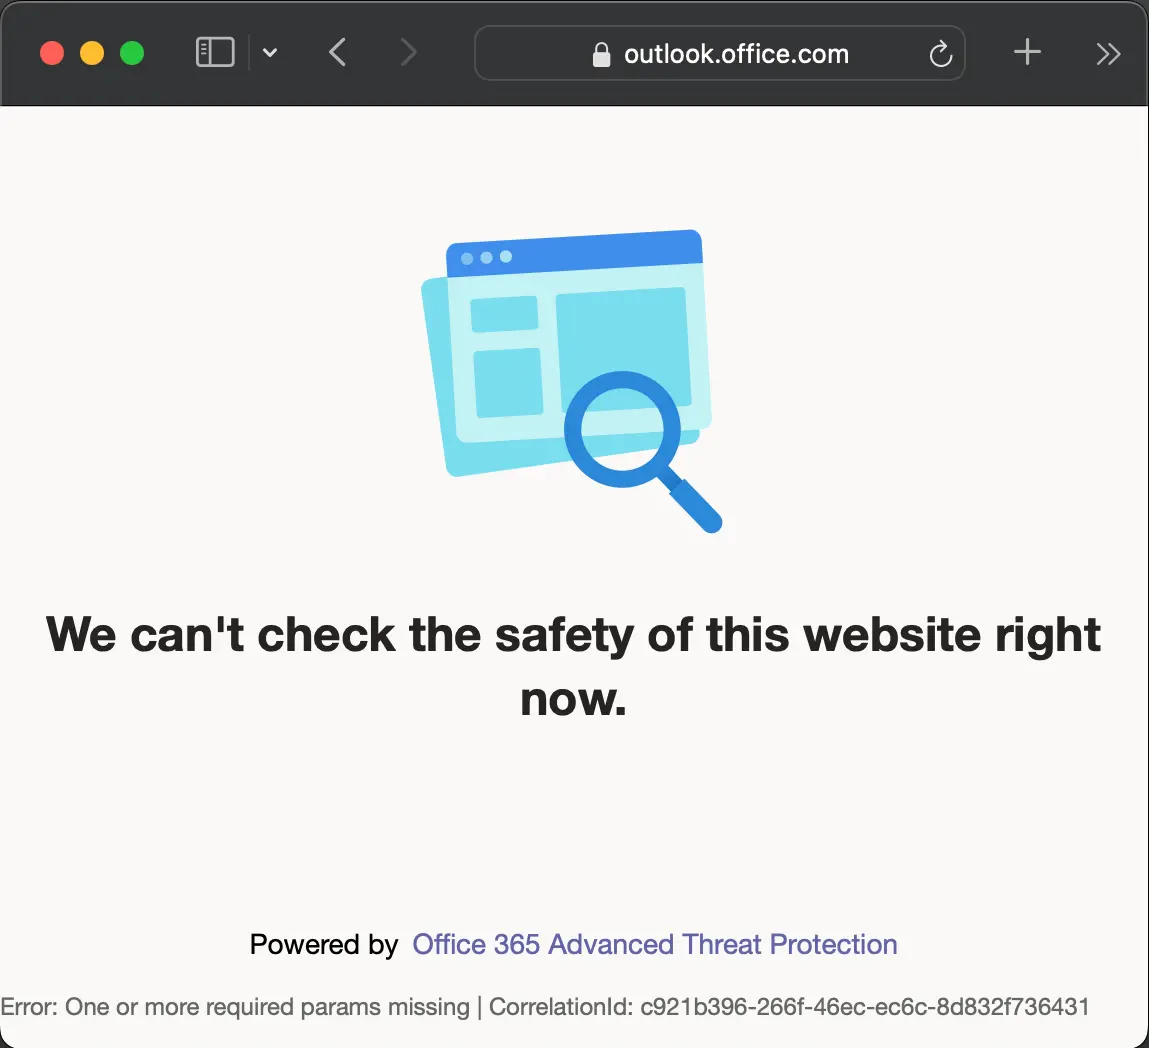 outlook.office.com
We can't check the safety of this website right
now.
Powered by Office 365 Advanced Threat Protection
Error: One or more required params missing | CorrelationId: c921b396-266f-46ec-ec6c-8d832f736431